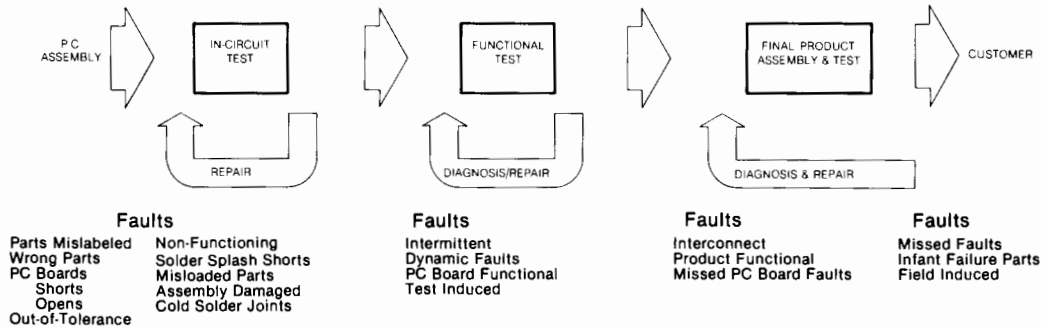 P C
ASSEMBLY
IN-CIRCUIT
TEST
FUNCTIONAL
TEST
FINAL PRODUCT
ASSEMBLY & TEST
CUSTOMER
REPAIR
DIAGNOSIS/REPAIR
DIAGNOSIS & REPAIR
Faults
Parts Mislabeled
Wrong Parts
PC Boards
Shorts
Opens
Out-of-Tolerance
Non-Functioning
Solder Splash Shorts
Misloaded Parts
Assembly Damaged
Cold Solder Joints
Faults
Intermittent
Dynamic Faults
PC Board Functional
Test Induced
Faults
Interconnect
Product Functional
Missed PC Board Faults
Faults
Missed Faults
Infant Failure Parts
Field Induced